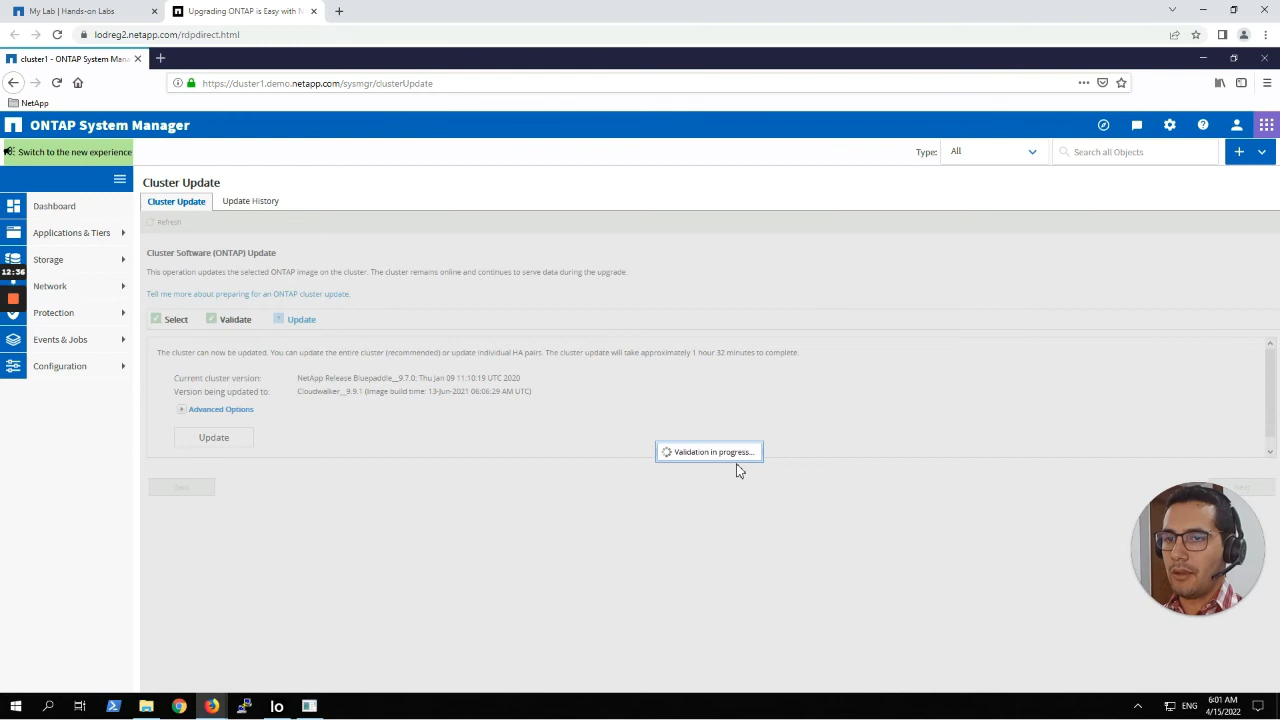 My Lab | Hands-on Labs
Upgrading ONTAP is Easy with N
lodreg2.netapp.com/rdpdirect.html
cluster1 - ONTAP System Mana
https://cluster1.demo.netapp.com/sysmgr/clusterUpdate
NetApp
ONTAP System Manager
Switch to the new experience
Type:
All
Search all Objects
Cluster Update
Cluster Update
Update History
Dashboard
Refresh
Applications & Tiers
Cluster Software (ONTAP) Update
Storage
12:36
This operation updates the selected ONTAP image on the cluster. The cluster remains online and continues to serve data during the upgrade.
Network
Tell me more about preparing for an ONTAP cluster update.
Protection
Select
Validate
Update
Events & Jobs
The cluster can now be updated. You can update the entire cluster (recommended) or update individual HA pairs. The cluster update will take approximately 1 hour 32 minutes to complete.
Configuration
Current cluster version:
NetApp Release Bluepaddle__9.7.0: Thu Jan 09 11:10:19 UTC 2020
Version being updated to:
Cloudwalker__9.9.1 (Image build time: 13-Jun-2021 06:06:29 AM UTC)
Advanced Options
Update
Validation in progress...
ENG
6:01 AM
4/15/2022